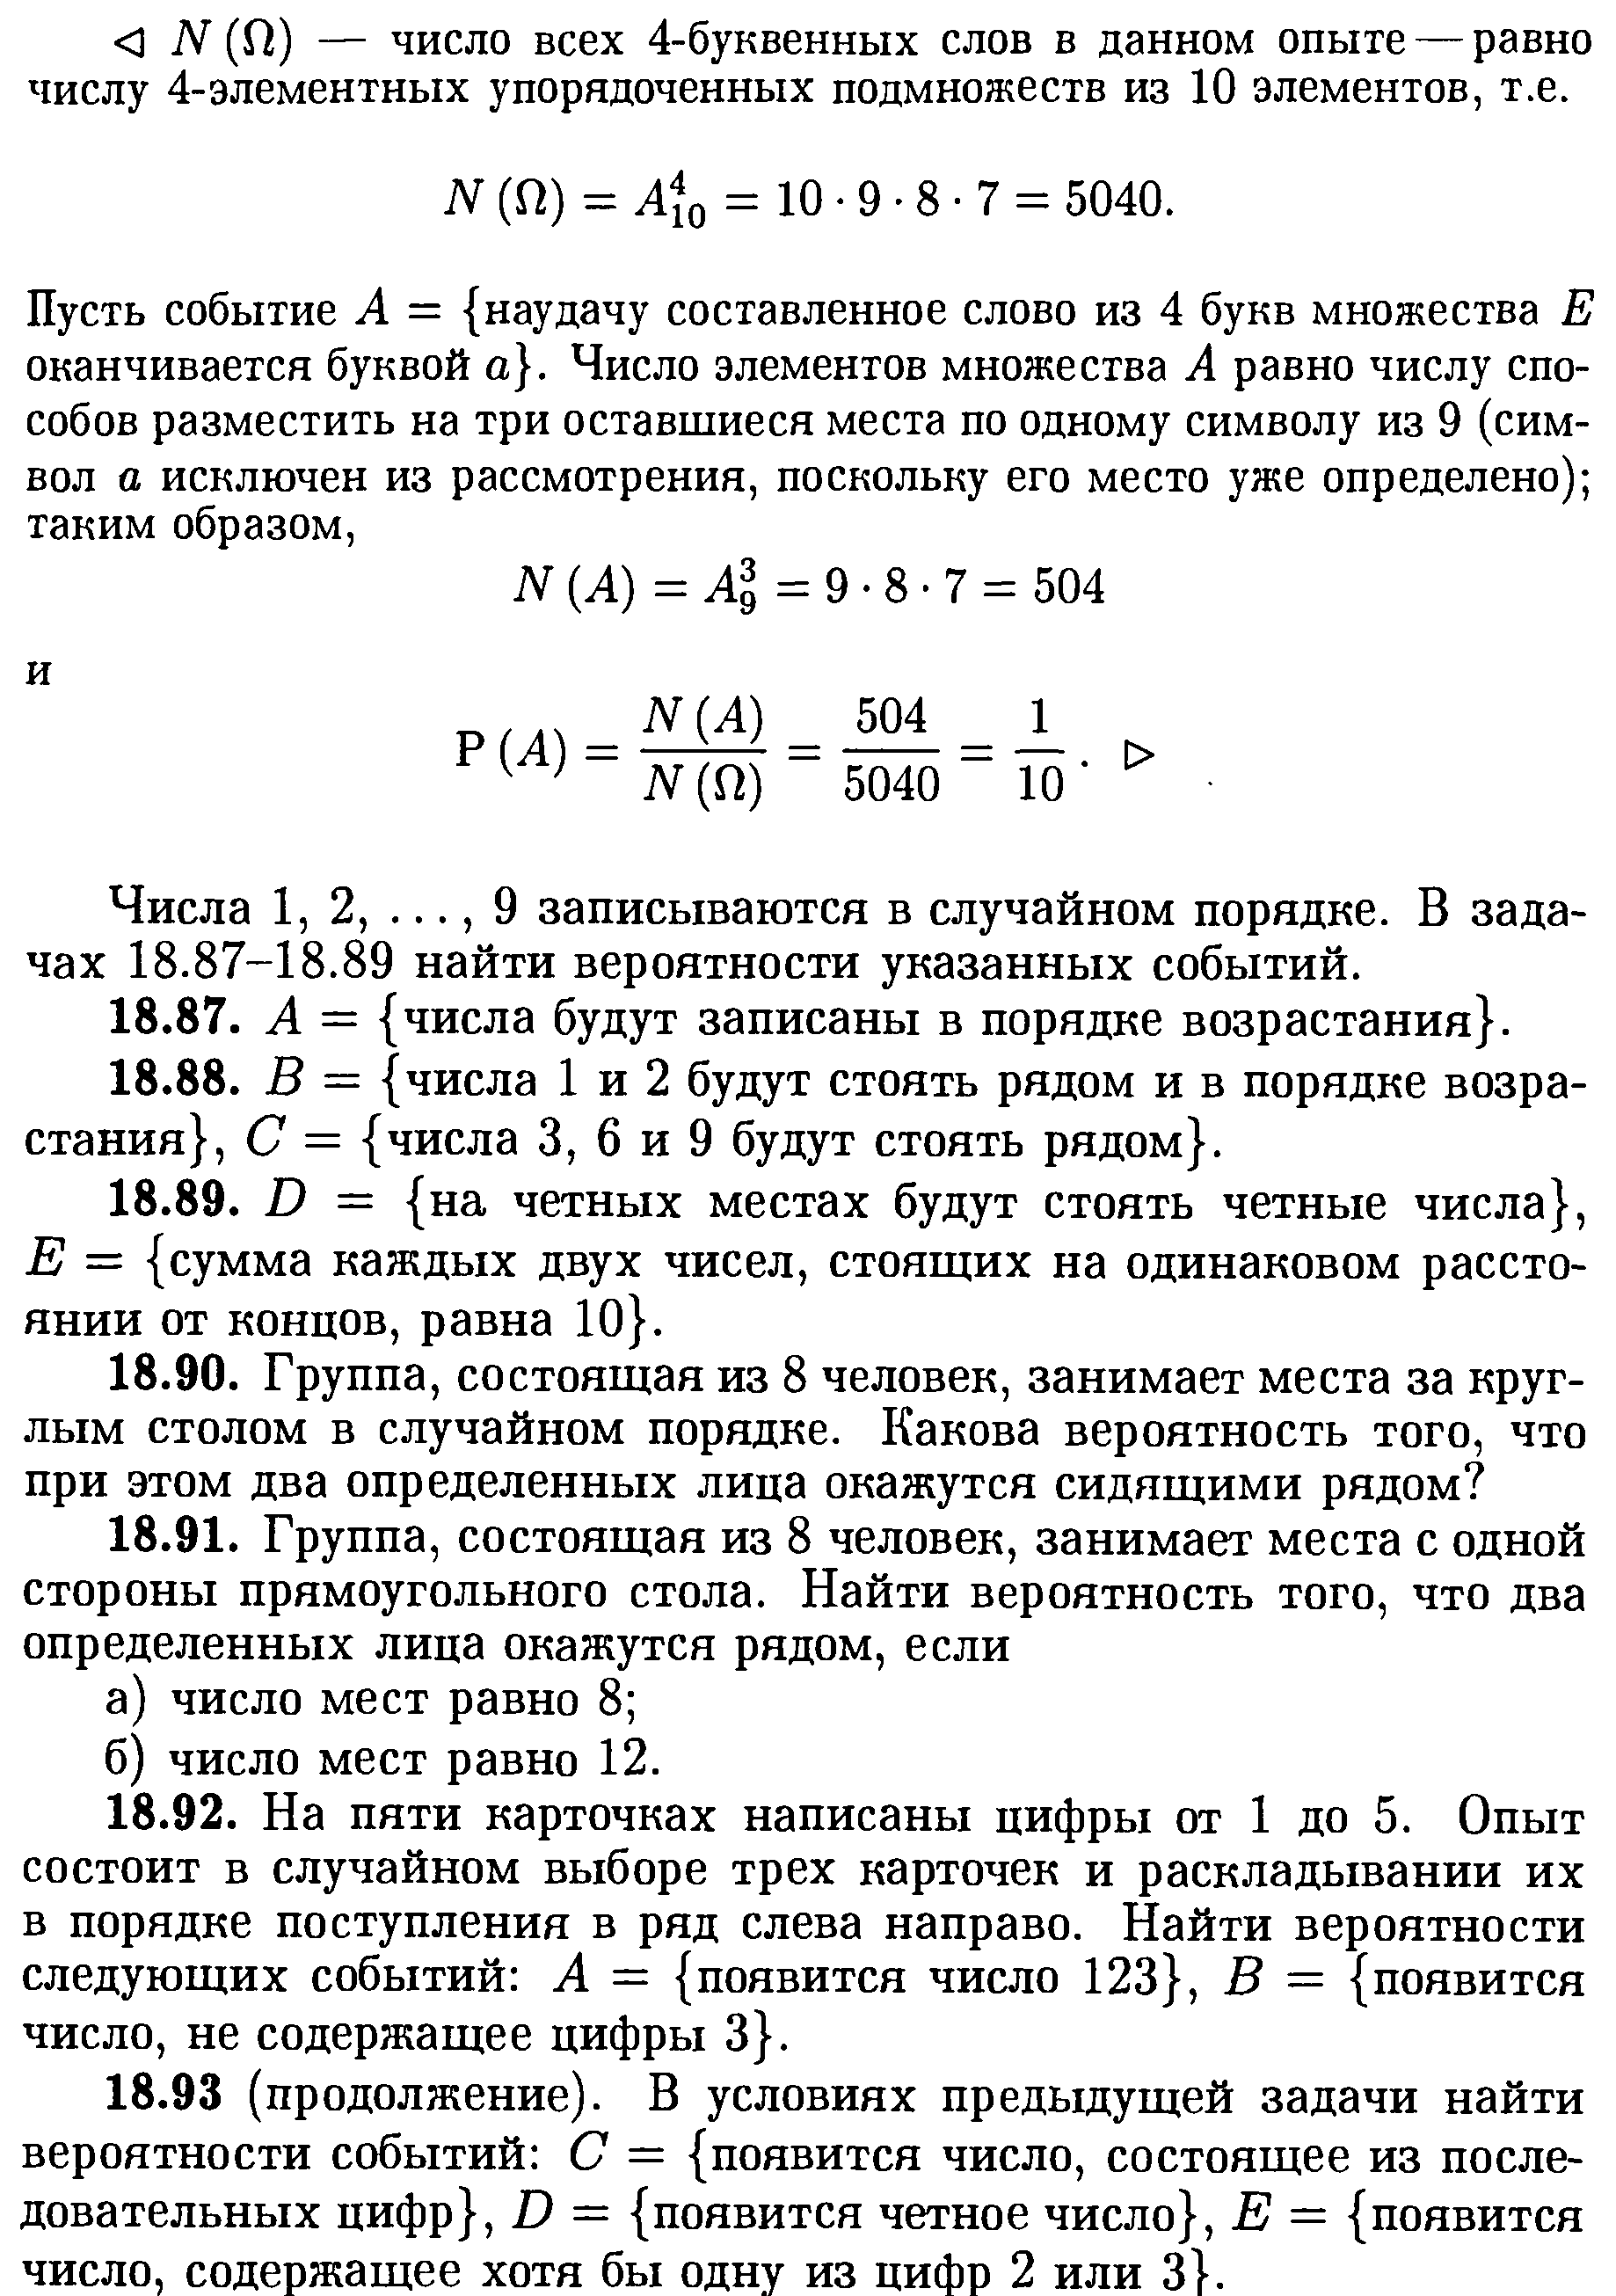 ◁ N (Ω) — число всех 4-буквенных слов в данном опыте — равно
числу 4-элементных упорядоченных подмножеств из 10 элементов, т.е.
N (Ω) = A₁₀⁴ = 10 · 9 · 8 · 7 = 5040.
Пусть событие A = {наудачу составленное слово из 4 букв множества E
оканчивается буквой a}. Число элементов множества A равно числу спо-
собов разместить на три оставшиеся места по одному символу из 9 (сим-
вол a исключен из рассмотрения, поскольку его место уже определено);
таким образом,
N (A) = A₉³ = 9 · 8 · 7 = 504
и
P (A) = N (A)/N (Ω) = 504/5040 = 1/10 . ▷
Числа 1, 2, ..., 9 записываются в случайном порядке. В зада-
чах 18.87–18.89 найти вероятности указанных событий.
18.87. A = {числа будут записаны в порядке возрастания}.
18.88. B = {числа 1 и 2 будут стоять рядом и в порядке возра-
стания}, C = {числа 3, 6 и 9 будут стоять рядом}.
18.89. D = {на четных местах будут стоять четные числа},
E = {сумма каждых двух чисел, стоящих на одинаковом рассто-
янии от концов, равна 10}.
18.90. Группа, состоящая из 8 человек, занимает места за круг-
лым столом в случайном порядке. Какова вероятность того, что
при этом два определенных лица окажутся сидящими рядом?
18.91. Группа, состоящая из 8 человек, занимает места с одной
стороны прямоугольного стола. Найти вероятность того, что два
определенных лица окажутся рядом, если
а) число мест равно 8;
б) число мест равно 12.
18.92. На пяти карточках написаны цифры от 1 до 5. Опыт
состоит в случайном выборе трех карточек и раскладывании их
в порядке поступления в ряд слева направо. Найти вероятности
следующих событий: A = {появится число 123}, B = {появится
число, не содержащее цифры 3}.
18.93 (продолжение). В условиях предыдущей задачи найти
вероятности событий: C = {появится число, состоящее из после-
довательных цифр}, D = {появится четное число}, E = {появится
число, содержащее хотя бы одну из цифр 2 или 3}.